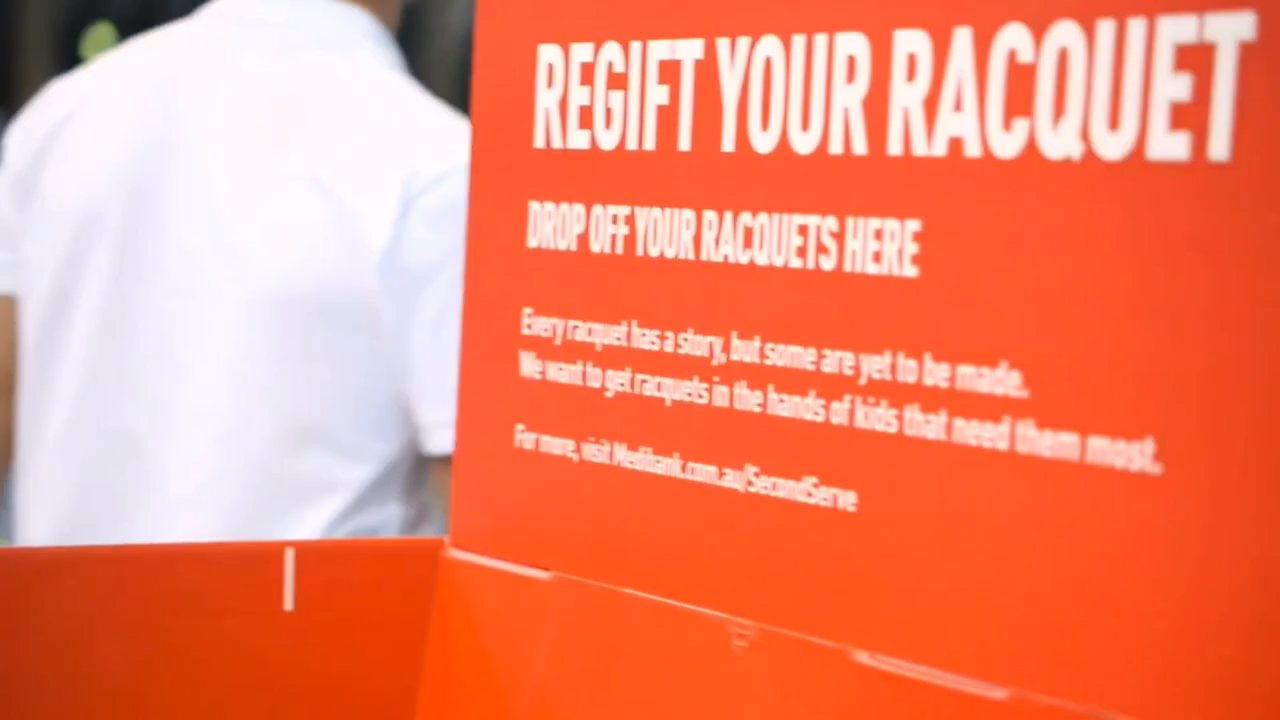 REGIFT YOUR RACQUET
DROP OFF YOUR RACQUETS HERE
Every racquet has a story, but some are yet to be made.
We want to get racquets in the hands of kids that need them most.
For more, visit Medibank.com.au/SecondServe